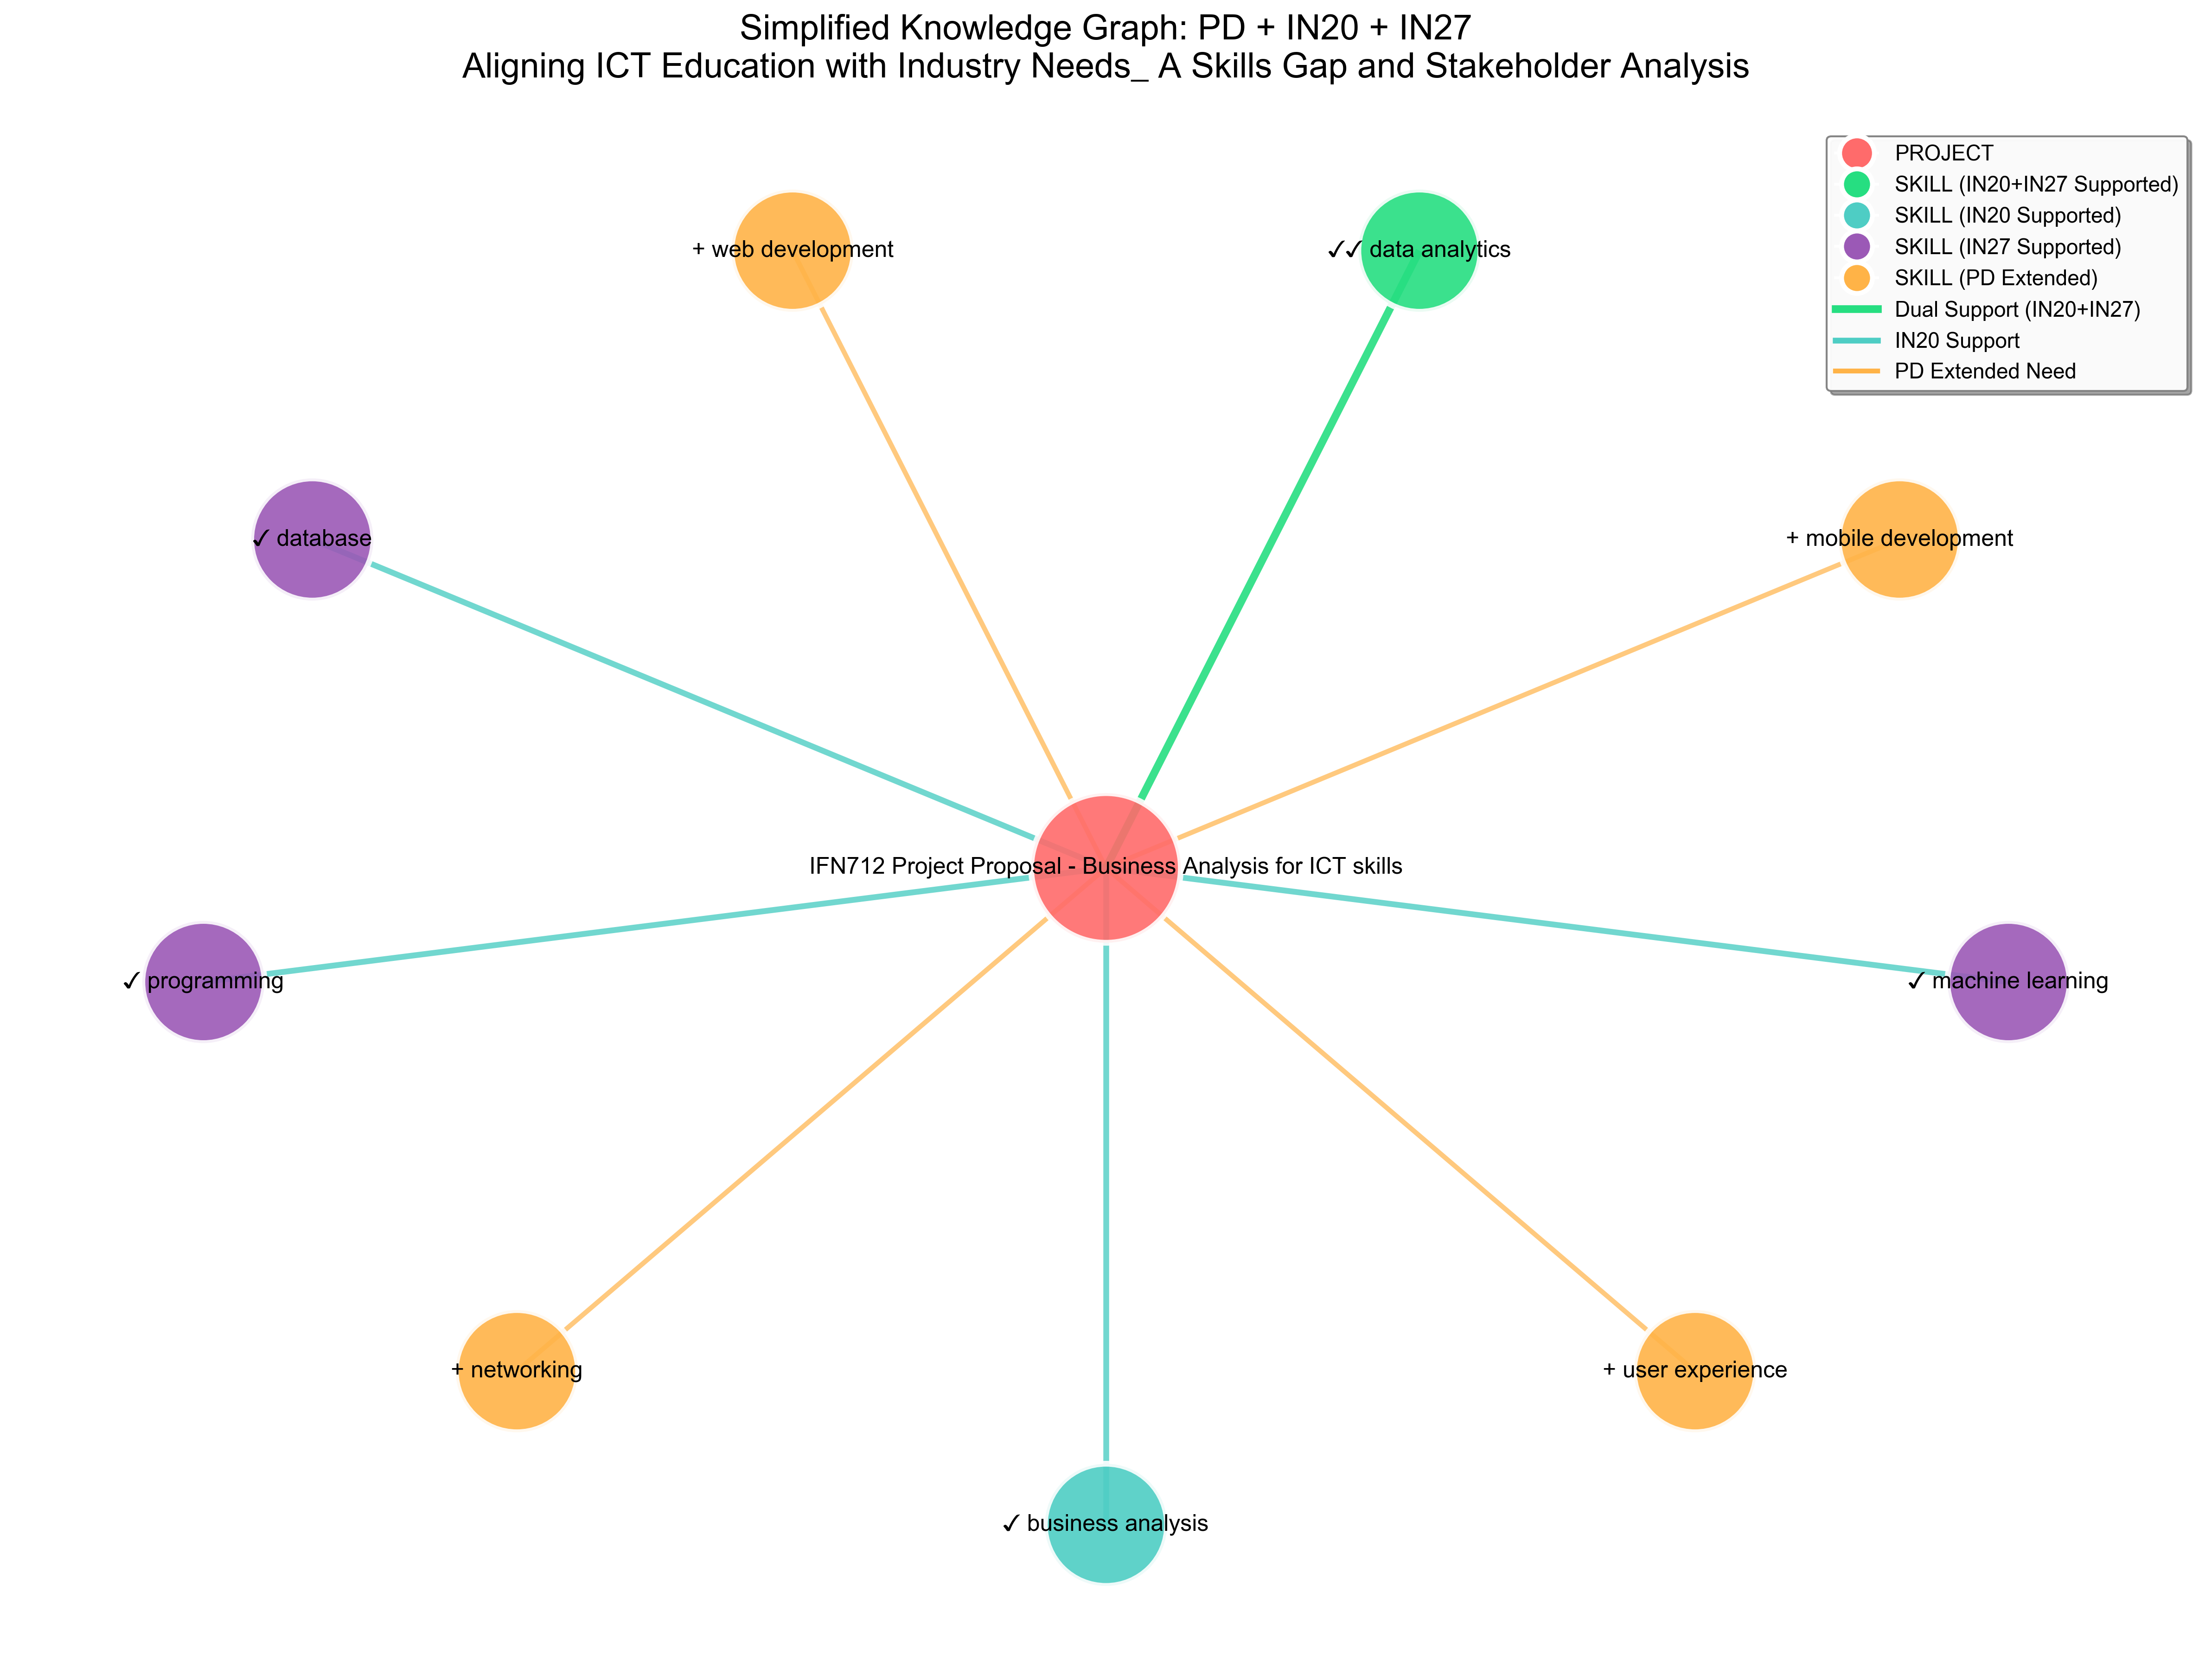 Simplified Knowledge Graph: PD + IN20 + IN27
Aligning ICT Education with Industry Needs_ A Skills Gap and Stakeholder Analysis
PROJECT
SKILL (IN20+IN27 Supported)
SKILL (IN20 Supported)
SKILL (IN27 Supported)
SKILL (PD Extended)
Dual Support (IN20+IN27)
IN20 Support
PD Extended Need
+ web development
✓✓ data analytics
✓ database
+ mobile development
IFN712 Project Proposal - Business Analysis for ICT skills
✓ programming
✓ machine learning
+ networking
+ user experience
✓ business analysis